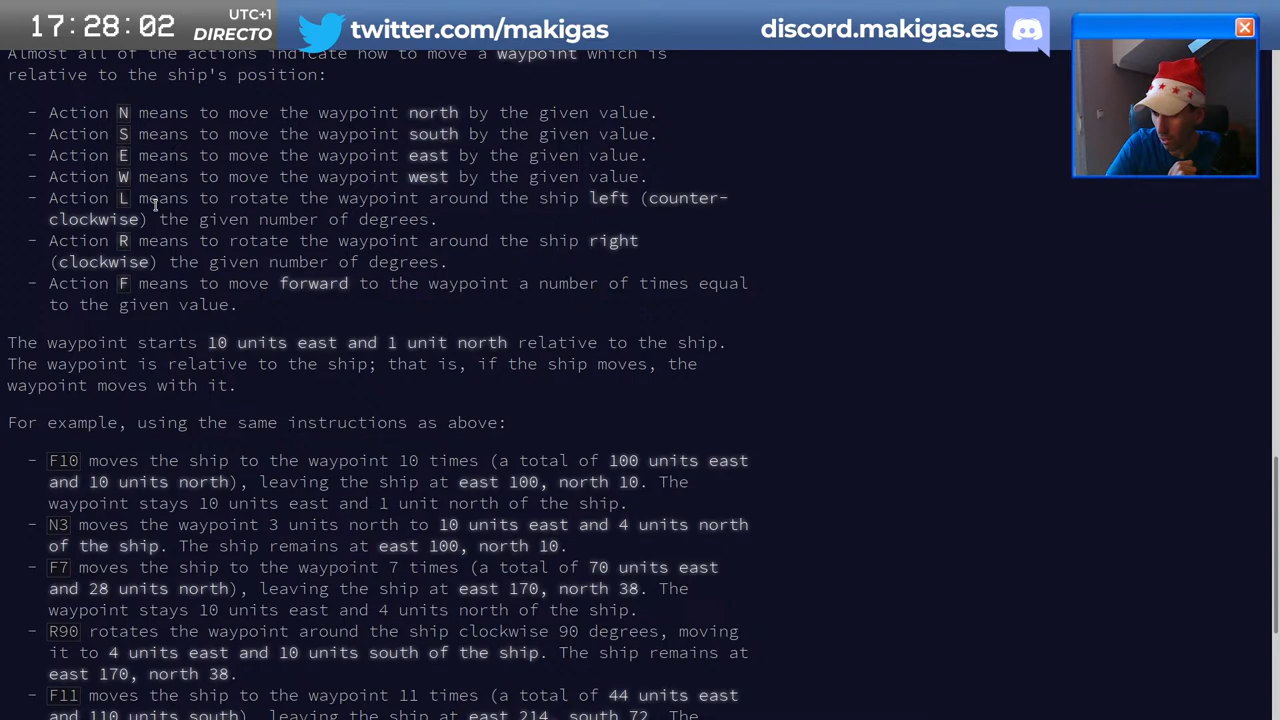 17:28:02
UTC+1
DIRECTO
twitter.com/makigas
discord.makigas.es
Almost all of the actions indicate how to move a waypoint which is
relative to the ship's position:
- Action N means to move the waypoint north by the given value.
- Action S means to move the waypoint south by the given value.
- Action E means to move the waypoint east by the given value.
- Action W means to move the waypoint west by the given value.
- Action L means to rotate the waypoint around the ship left (counter-
clockwise) the given number of degrees.
- Action R means to rotate the waypoint around the ship right
(clockwise) the given number of degrees.
- Action F means to move forward to the waypoint a number of times equal
to the given value.
The waypoint starts 10 units east and 1 unit north relative to the ship.
The waypoint is relative to the ship; that is, if the ship moves, the
waypoint moves with it.
For example, using the same instructions as above:
- F10 moves the ship to the waypoint 10 times (a total of 100 units east
and 10 units north), leaving the ship at east 100, north 10. The
waypoint stays 10 units east and 1 unit north of the ship.
- N3 moves the waypoint 3 units north to 10 units east and 4 units north
of the ship. The ship remains at east 100, north 10.
- F7 moves the ship to the waypoint 7 times (a total of 70 units east
and 28 units north), leaving the ship at east 170, north 38. The
waypoint stays 10 units east and 4 units north of the ship.
- R90 rotates the waypoint around the ship clockwise 90 degrees, moving
it to 4 units east and 10 units south of the ship. The ship remains at
east 170, north 38.
- F11 moves the ship to the waypoint 11 times (a total of 44 units east
and 110 units south), leaving the ship at east 214, south 72. The